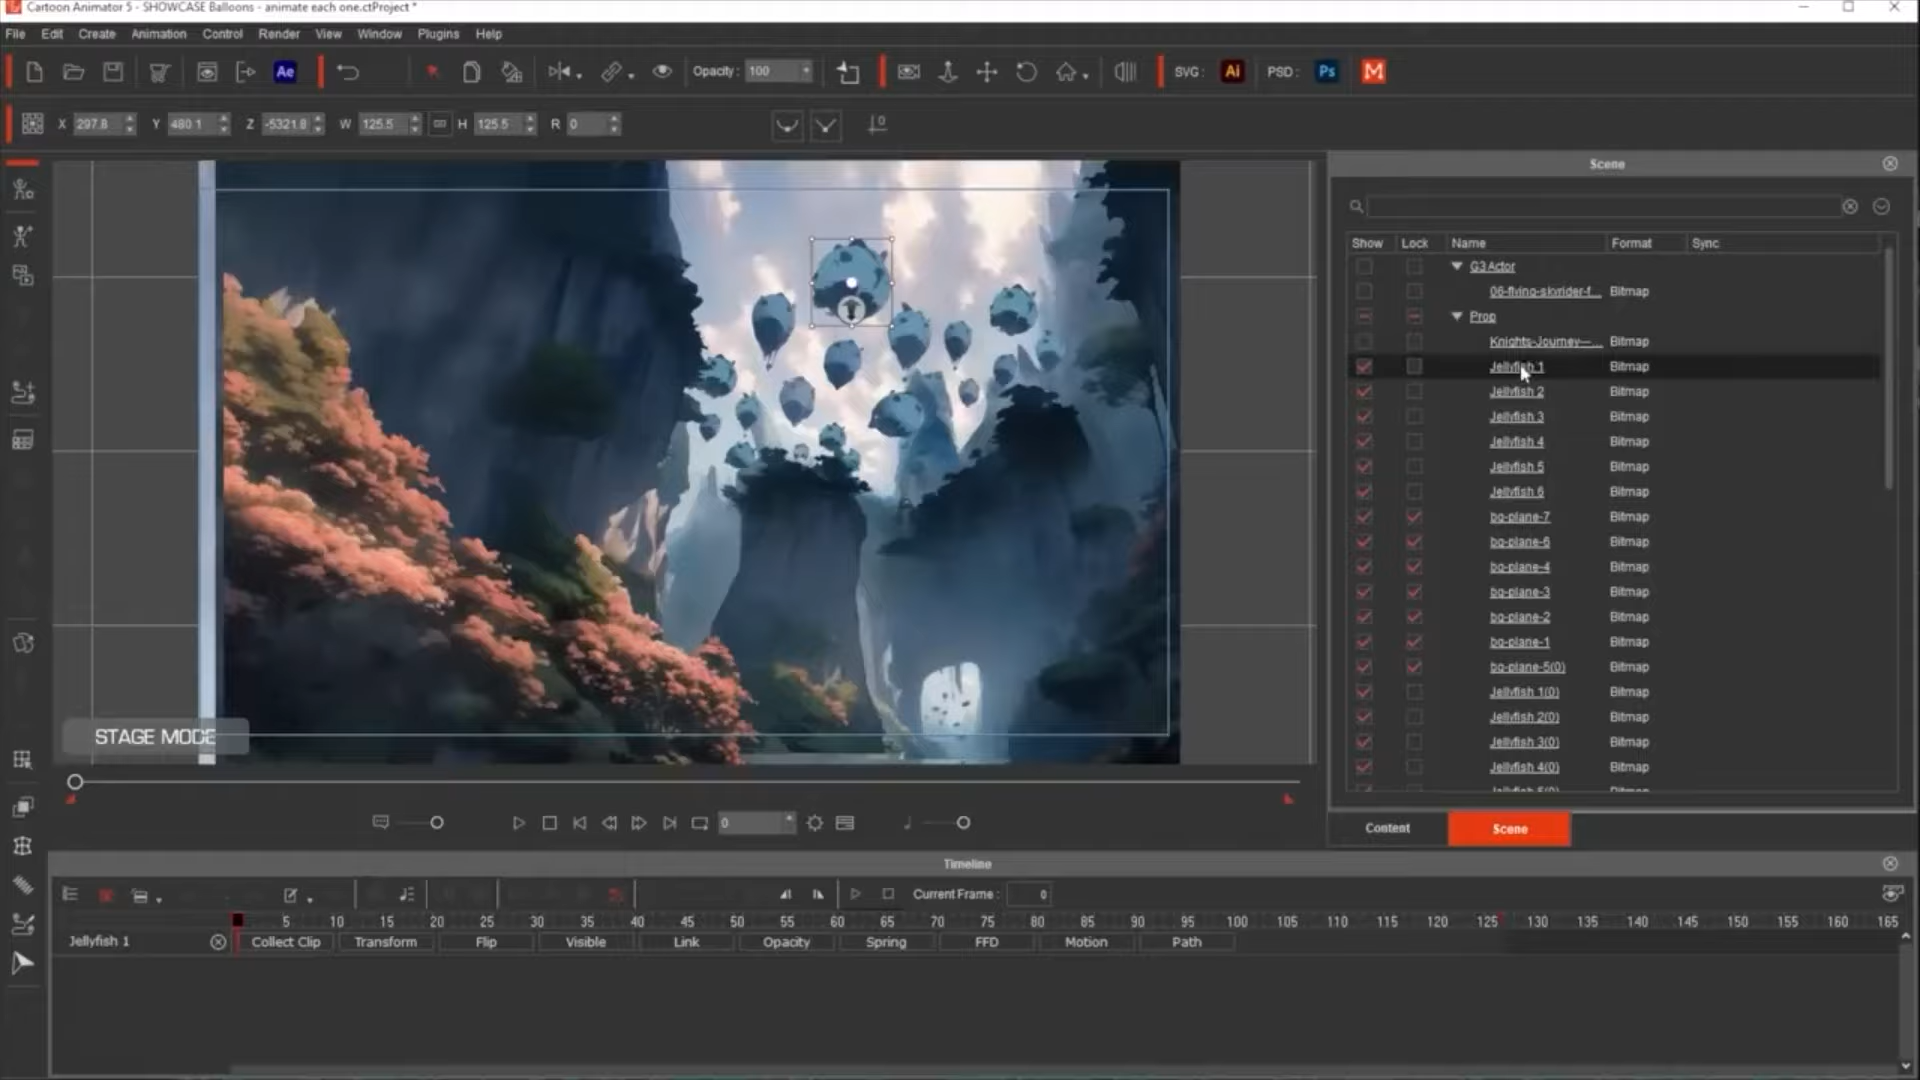 Cartoon Animator 5 - SHOWCASE Balloons - animate each one.ctProject *
File Edit Create Animation Control Render View Window Plugins Help
Ae Opacity : 100 SVG : Ai PSD : Ps M
X 297.8 Y 480.1 Z -5321.8 W 125.5 H 125.5 R 0
Scene
Show Lock Name Format Sync
G3 Actor
06-flying-skyrider-f... Bitmap
Prop
Knights-Journey—... Bitmap
Jellyfish 1 Bitmap
Jellyfish 2 Bitmap
Jellyfish 3 Bitmap
Jellyfish 4 Bitmap
Jellyfish 5 Bitmap
Jellyfish 6 Bitmap
bg-plane-7 Bitmap
bg-plane-6 Bitmap
bg-plane-4 Bitmap
bg-plane-3 Bitmap
bg-plane-2 Bitmap
bg-plane-1 Bitmap
bg-plane-5(0) Bitmap
Jellyfish 1(0) Bitmap
Jellyfish 2(0) Bitmap
Jellyfish 3(0) Bitmap
Jellyfish 4(0) Bitmap
STAGE MODE
0
Content Scene
Timeline
Current Frame : 0
5 10 15 20 25 30 35 40 45 50 55 60 65 70 75 80 85 90 95 100 105 110 115 120 125 130 135 140 145 150 155 160 165
Jellyfish 1 Collect Clip Transform Flip Visible Link Opacity Spring FFD Motion Path